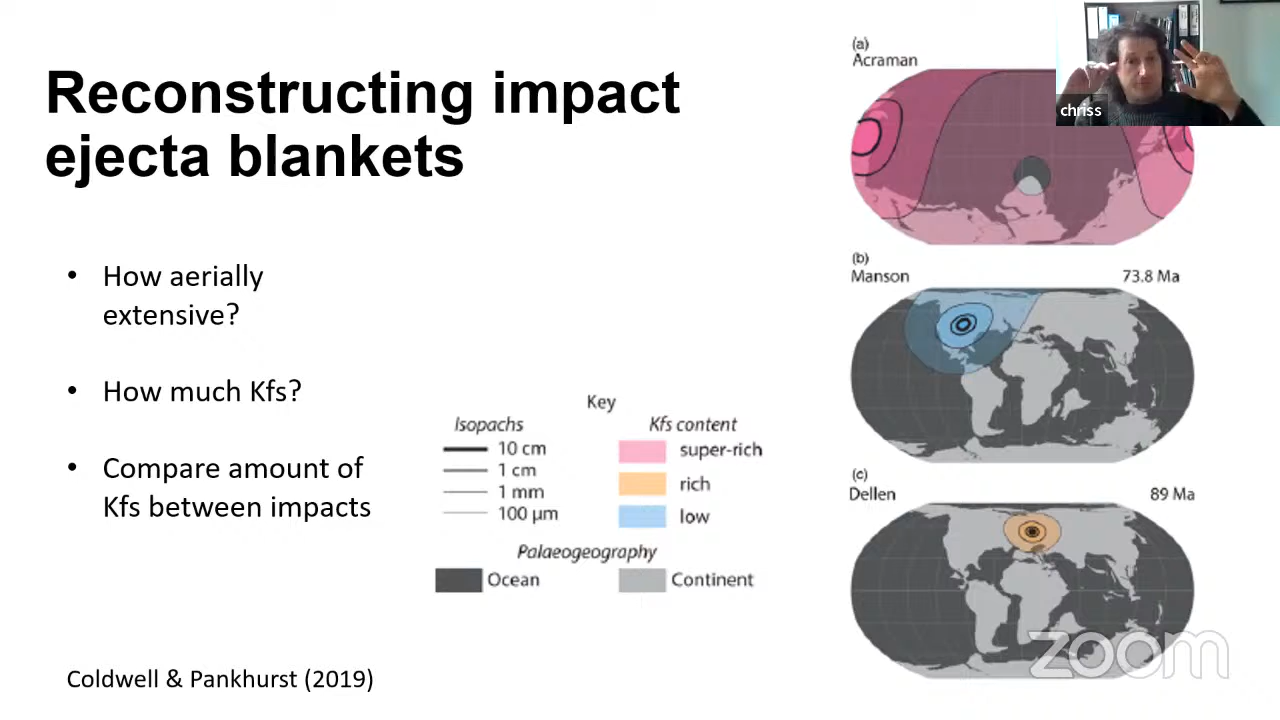 Reconstructing impact
ejecta blankets
• How aerially
extensive?
• How much Kfs?
• Compare amount of
Kfs between impacts
Coldwell & Pankhurst (2019)
Key
Isopachs
10 cm
1 cm
1 mm
100 µm
Kfs content
super-rich
rich
low
Palaeogeography
Ocean
Continent
(a)
Acraman
chriss
(b)
Manson 73.8 Ma
(c)
Dellen 89 Ma
zoom